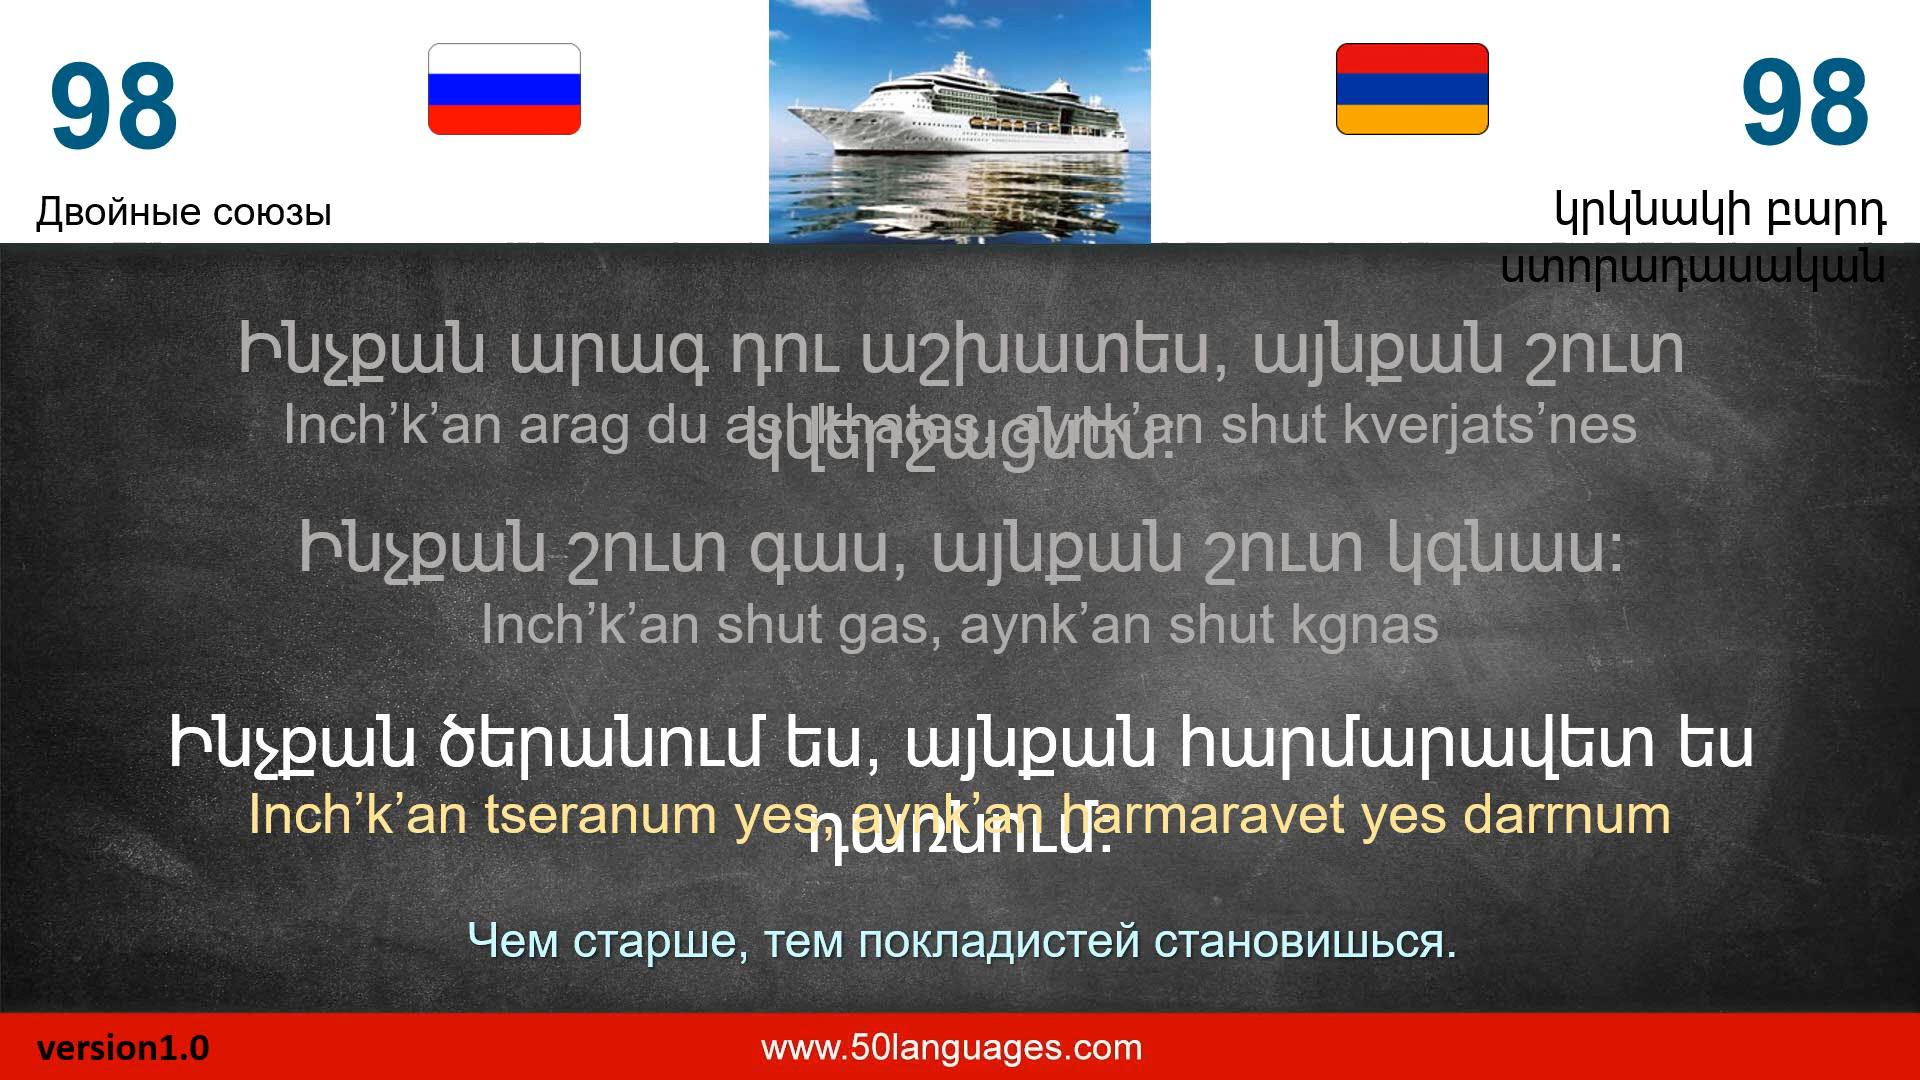 98
98
Двойные союзы
կրկնակի բարդ
ստորադասական
Ինչքան արագ դու աշխատես, այնքան շուտ
կվերջացնես:
Inch’k’an arag du ashkhates, aynk’an shut kverjats’nes
Ինչքան շուտ գաս, այնքան շուտ կգնաս:
Inch’k’an shut gas, aynk’an shut kgnas
Ինչքան ծերանում ես, այնքան հարմարավետ ես
դառնում:
Inch’k’an tseranum yes, aynk’an harmaravet yes darrnum
Чем старше, тем покладистей становишься.
version1.0
www.50languages.com